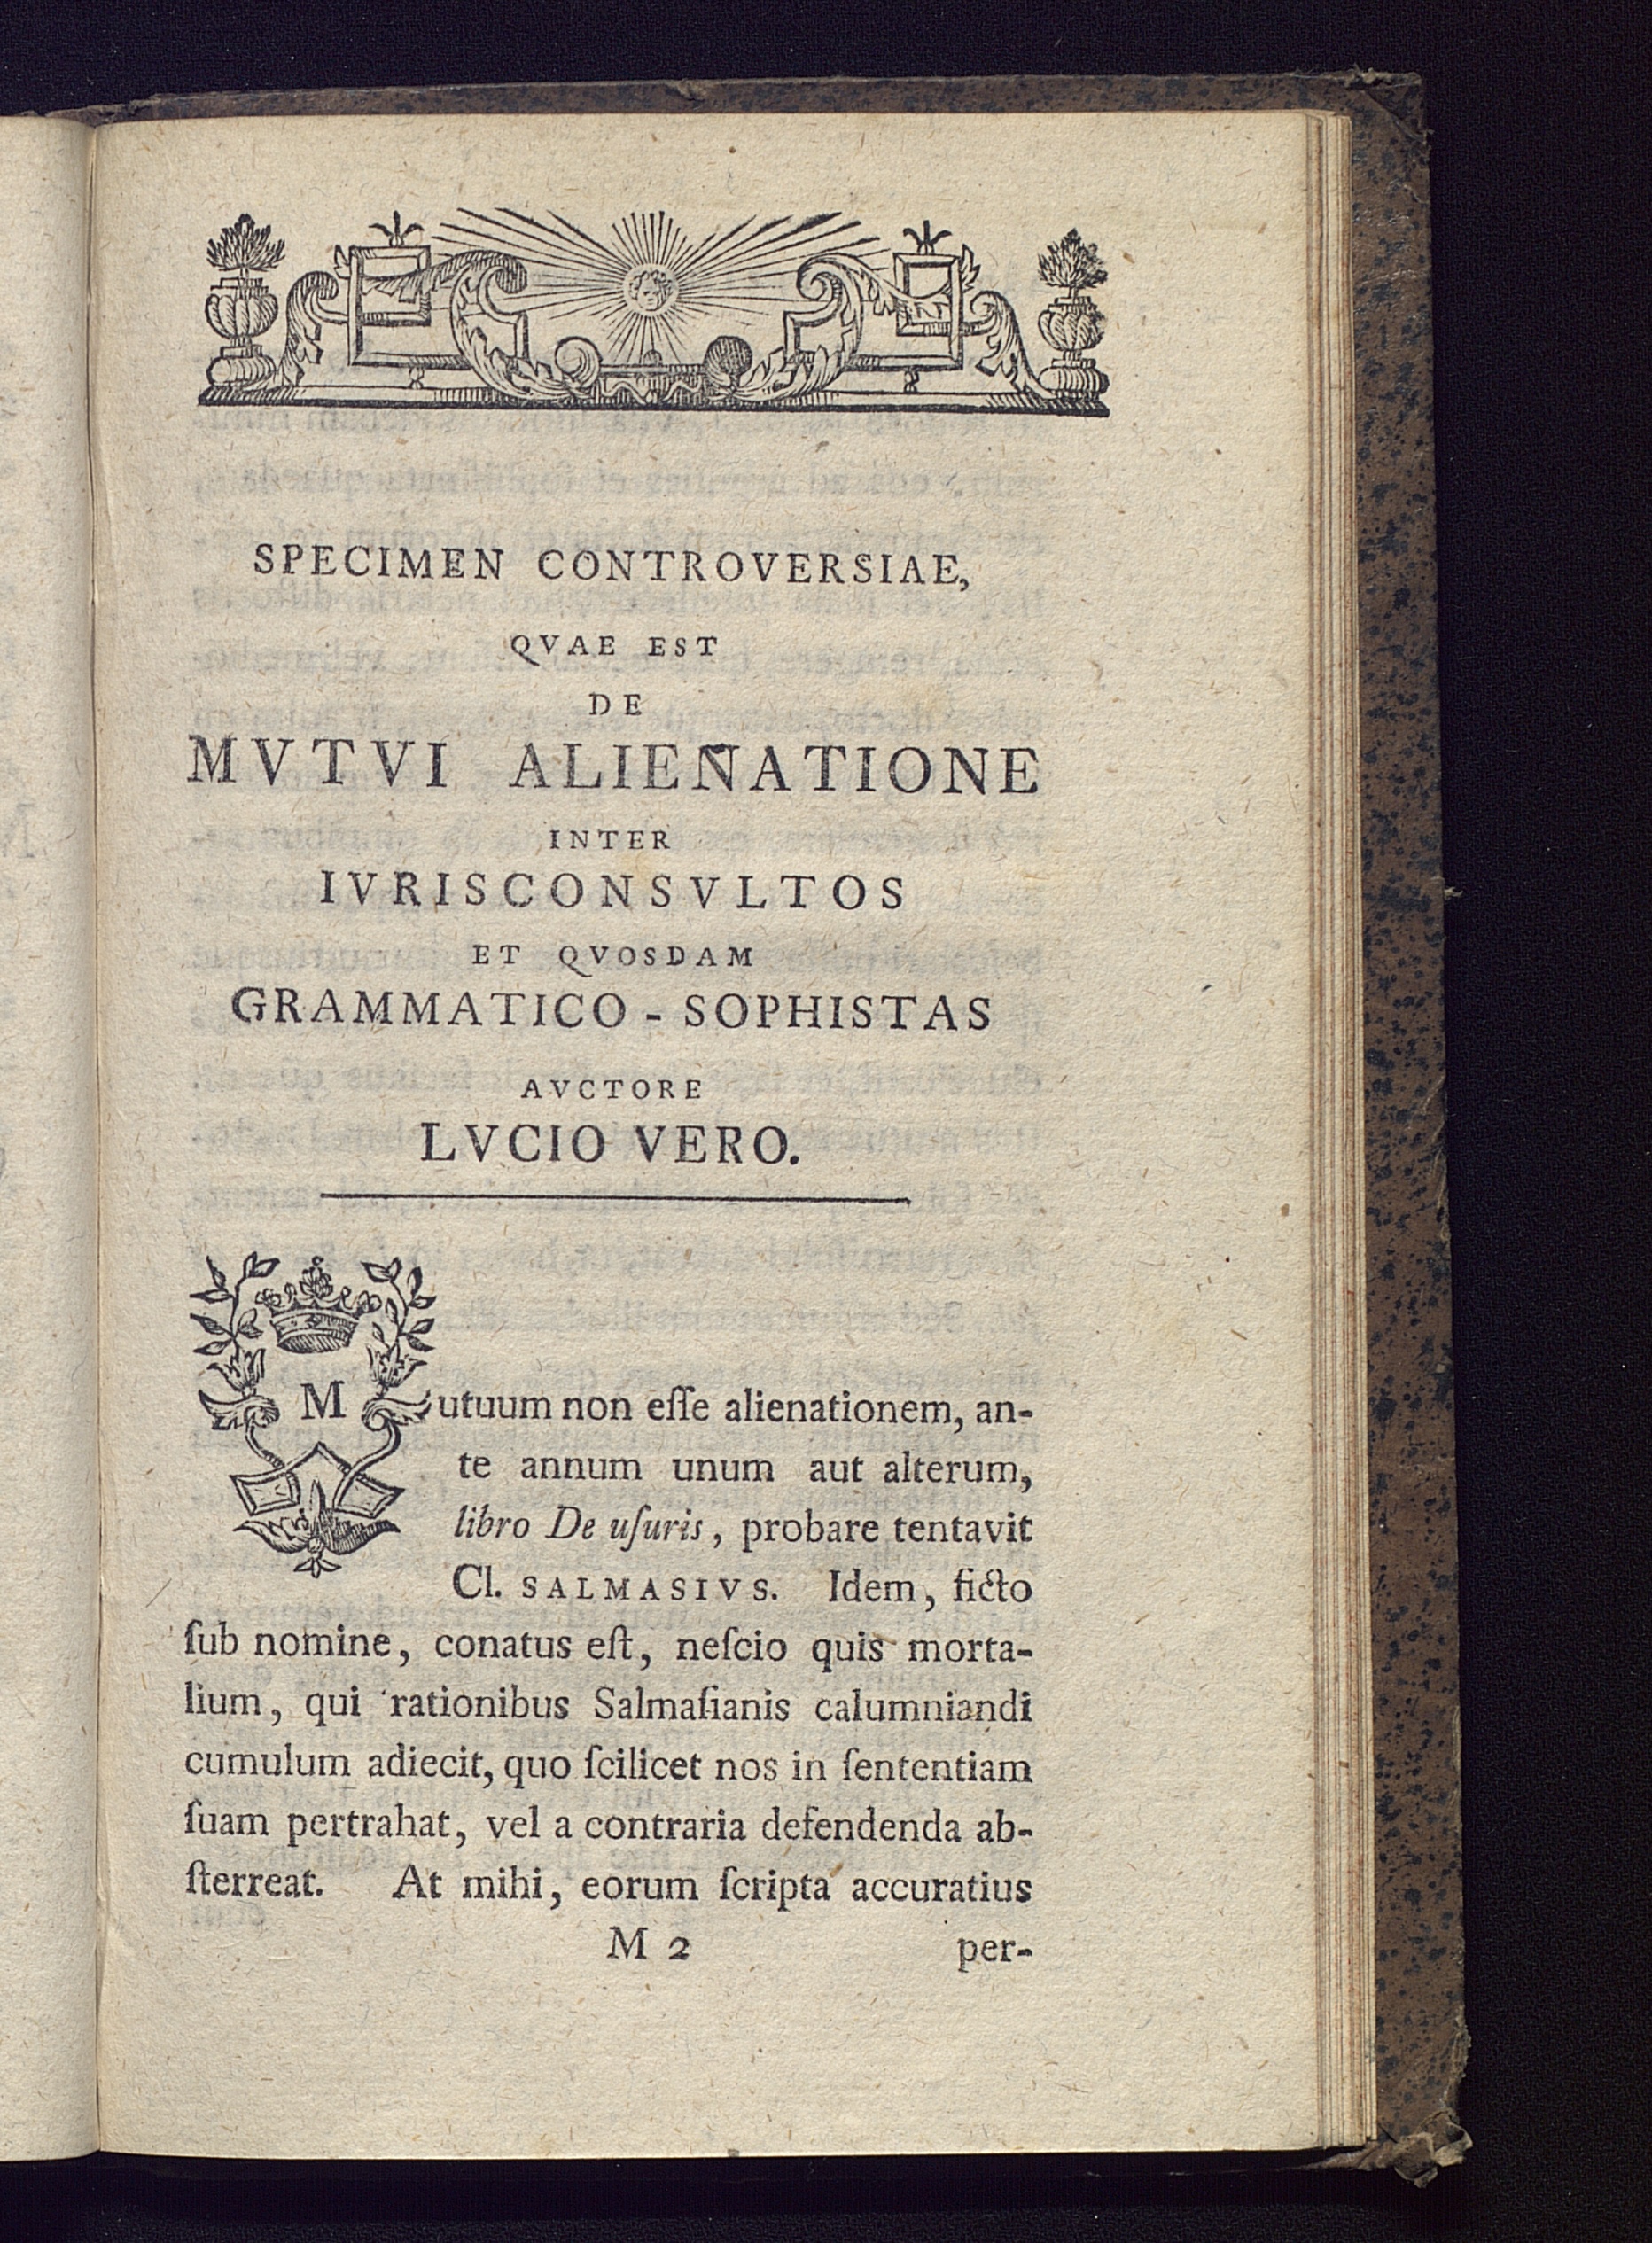 SPECIMEN CONTROVERSIAE,
QVAE EST
DE
MVTVI ALIENATIONE
INTER
IVRISCONSVLTOS
ET QVOSDAM
GRAMMATICO - SOPHISTAS
AVCTORE
LVCIO VERO.
Mutuum non eſſe alienationem, an-
te annum unum aut alterum,
libro De uſuris, probare tentavit
Cl. SALMASIVS. Idem, ficto
ſub nomine, conatus eſt, neſcio quis morta-
lium, qui rationibus Salmaſianis calumniandi
cumulum adiecit, quo ſcilicet nos in ſententiam
ſuam pertrahat, vel a contraria defendenda ab-
ſterreat. At mihi, eorum ſcripta accuratius
M 2 per-